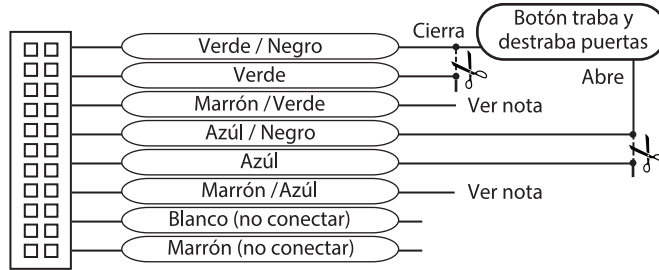 Botón traba y
destraba puertas
Cierra
Abre
Verde / Negro
Verde
Marrón /Verde
Ver nota
Azúl / Negro
Azúl
Marrón /Azúl
Ver nota
Blanco (no conectar)
Marrón (no conectar)